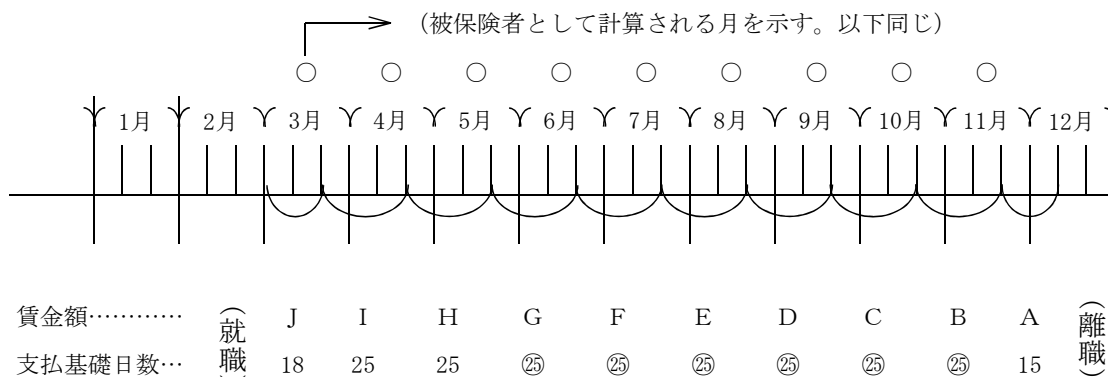 (被保険者として計算される月を示す。以下同じ)
○ ○ ○ ○ ○ ○ ○ ○ ○
1月 2月 3月 4月 5月 6月 7月 8月 9月 10月 11月 12月
賃金額………… (就職) J I H G F E D C B A (離職)
支払基礎日数… 18 25 25 ㉕ ㉕ ㉕ ㉕ ㉕ ㉕ 15